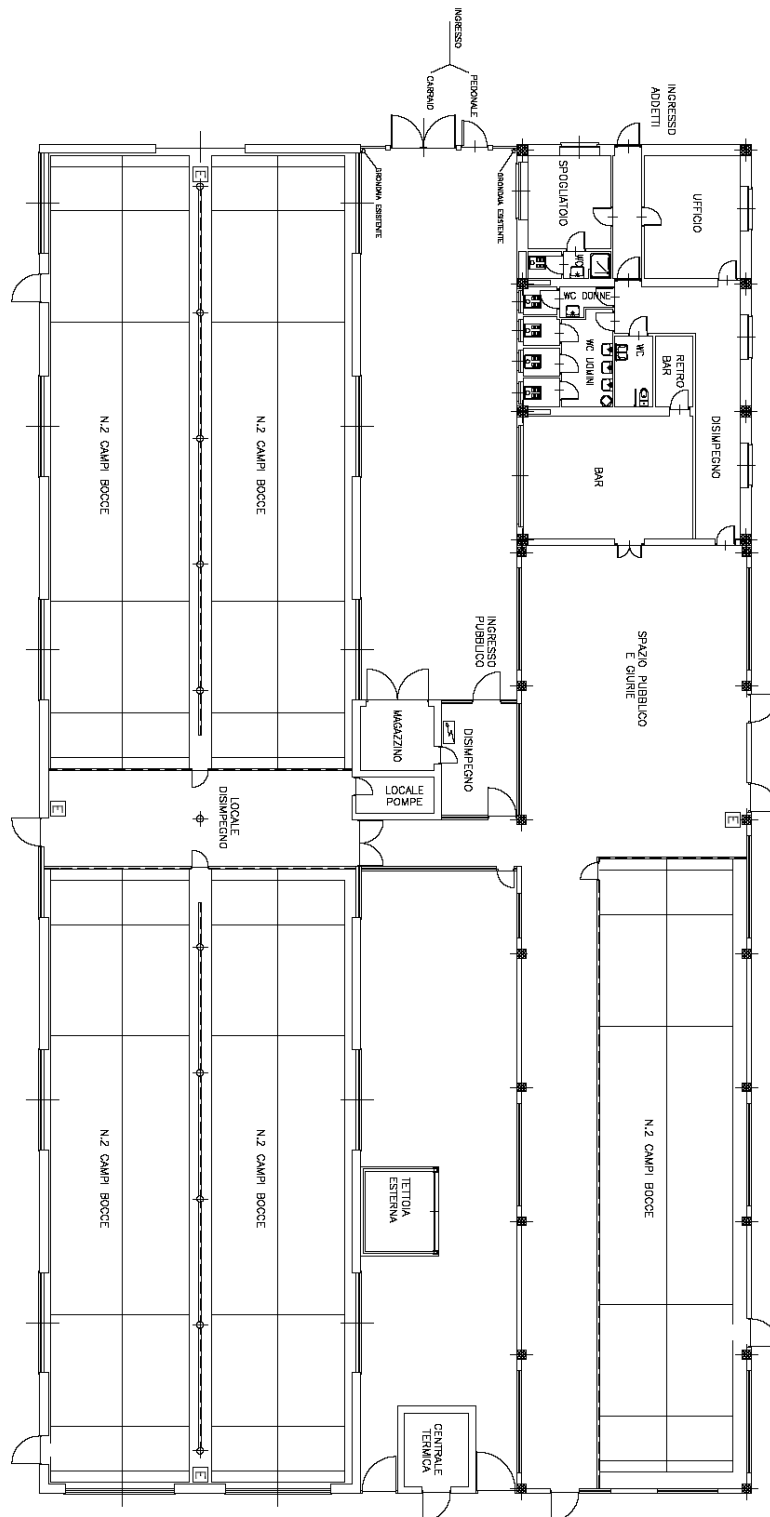 INGRESSO
PEDONALE
CARRAIO
INGRESSO
ADDETTI
GRONDAIA ESISTENTE
GRONDAIA ESISTENTE
SPOGLIATOIO
UFFICIO
E
WC
WC DONNE
WC UOMINI
WC
RETRO
BAR
DISIMPEGNO
BAR
N.2 CAMPI BOCCE
N.2 CAMPI BOCCE
INGRESSO
PUBBLICO
SPAZIO PUBBLICO
E GIURIE
MAGAZZINO
DISIMPEGNO
LOCALE
POMPE
LOCALE
DISIMPEGNO
E
E
N.2 CAMPI BOCCE
N.2 CAMPI BOCCE
N.2 CAMPI BOCCE
TETTOIA
ESTERNA
CENTRALE
TERMICA
E